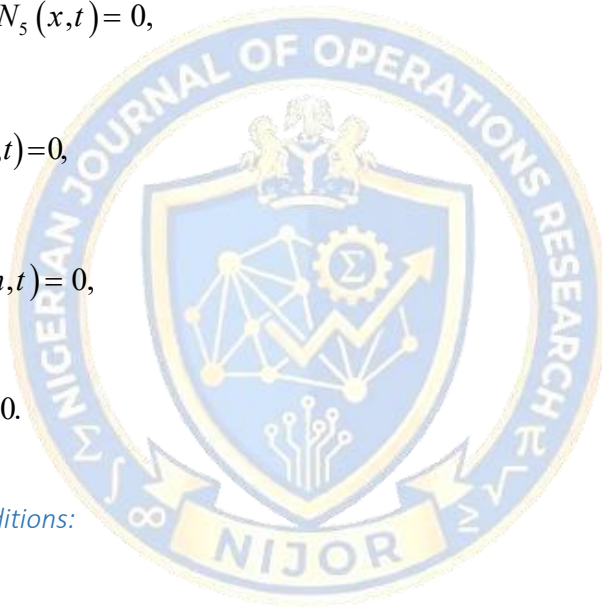 N₅(x,t)= 0,
NIGERIAN JOURNAL OF OPERATIONS RESEARCH
,t)=0,
Σ
,t)= 0,
0.
Σ ∫ ∞
π √ ≥
ditions:
NIJOR